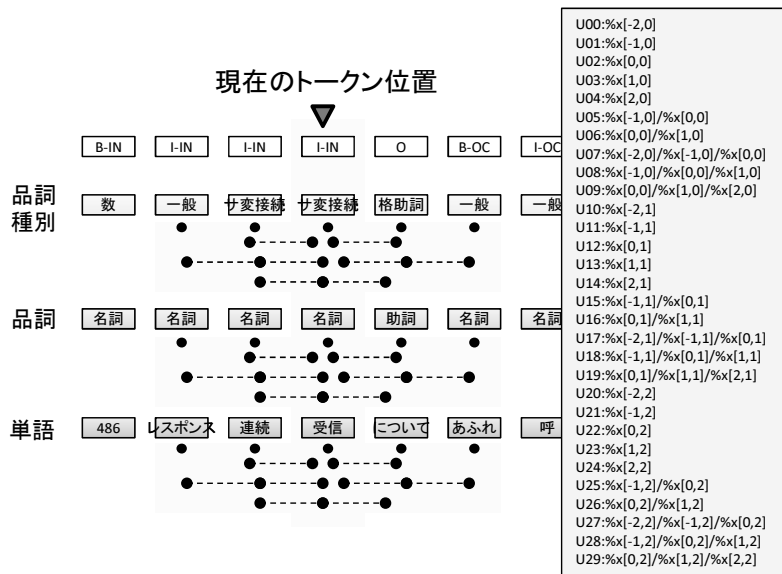 現在のトークン位置
B-IN I-IN I-IN I-IN O B-OC I-OC
品詞
種別
数 一般 サ変接続 サ変接続 格助詞 一般 一般
品詞
名詞 名詞 名詞 名詞 助詞 名詞 名詞
単語
486 レスポンス 連続 受信 について あふれ 呼
U00:%x[-2,0]
U01:%x[-1,0]
U02:%x[0,0]
U03:%x[1,0]
U04:%x[2,0]
U05:%x[-1,0]/%x[0,0]
U06:%x[0,0]/%x[1,0]
U07:%x[-2,0]/%x[-1,0]/%x[0,0]
U08:%x[-1,0]/%x[0,0]/%x[1,0]
U09:%x[0,0]/%x[1,0]/%x[2,0]
U10:%x[-2,1]
U11:%x[-1,1]
U12:%x[0,1]
U13:%x[1,1]
U14:%x[2,1]
U15:%x[-1,1]/%x[0,1]
U16:%x[0,1]/%x[1,1]
U17:%x[-2,1]/%x[-1,1]/%x[0,1]
U18:%x[-1,1]/%x[0,1]/%x[1,1]
U19:%x[0,1]/%x[1,1]/%x[2,1]
U20:%x[-2,2]
U21:%x[-1,2]
U22:%x[0,2]
U23:%x[1,2]
U24:%x[2,2]
U25:%x[-1,2]/%x[0,2]
U26:%x[0,2]/%x[1,2]
U27:%x[-2,2]/%x[-1,2]/%x[0,2]
U28:%x[-1,2]/%x[0,2]/%x[1,2]
U29:%x[0,2]/%x[1,2]/%x[2,2]